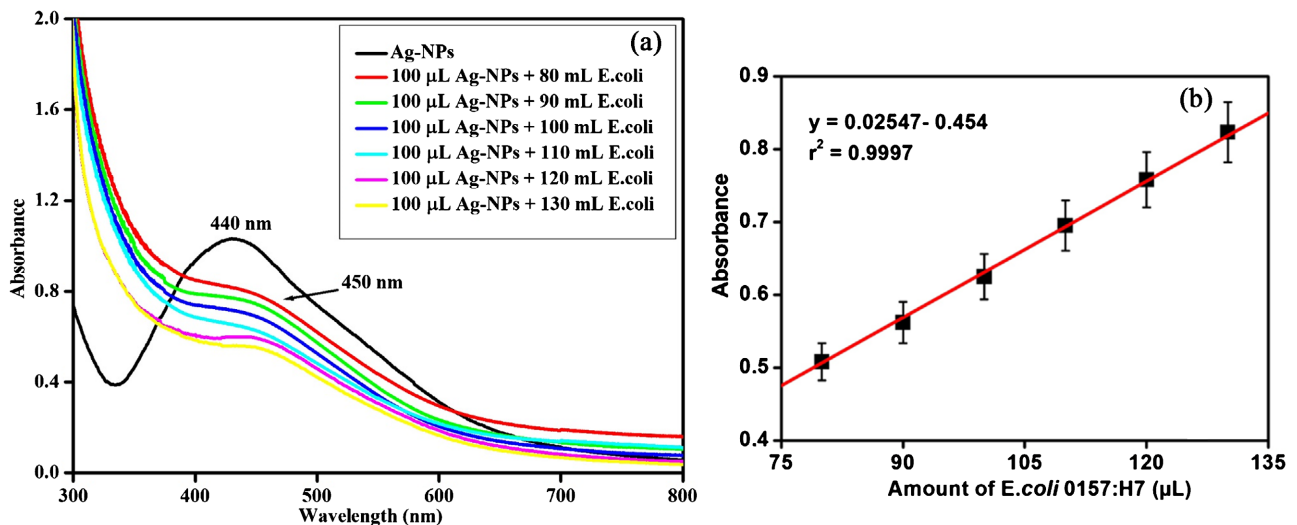 (a)
Ag-NPs
100 μL Ag-NPs + 80 mL E.coli
100 μL Ag-NPs + 90 mL E.coli
100 μL Ag-NPs + 100 mL E.coli
100 μL Ag-NPs + 110 mL E.coli
100 μL Ag-NPs + 120 mL E.coli
100 μL Ag-NPs + 130 mL E.coli
440 nm
450 nm
Absorbance
2.0
1.6
1.2
0.8
0.4
0.0
300 400 500 600 700 800
Wavelength (nm)
(b)
y = 0.02547- 0.454
r² = 0.9997
Absorbance
0.9
0.8
0.7
0.6
0.5
0.4
75 90 105 120 135
Amount of E.coli 0157:H7 (μL)